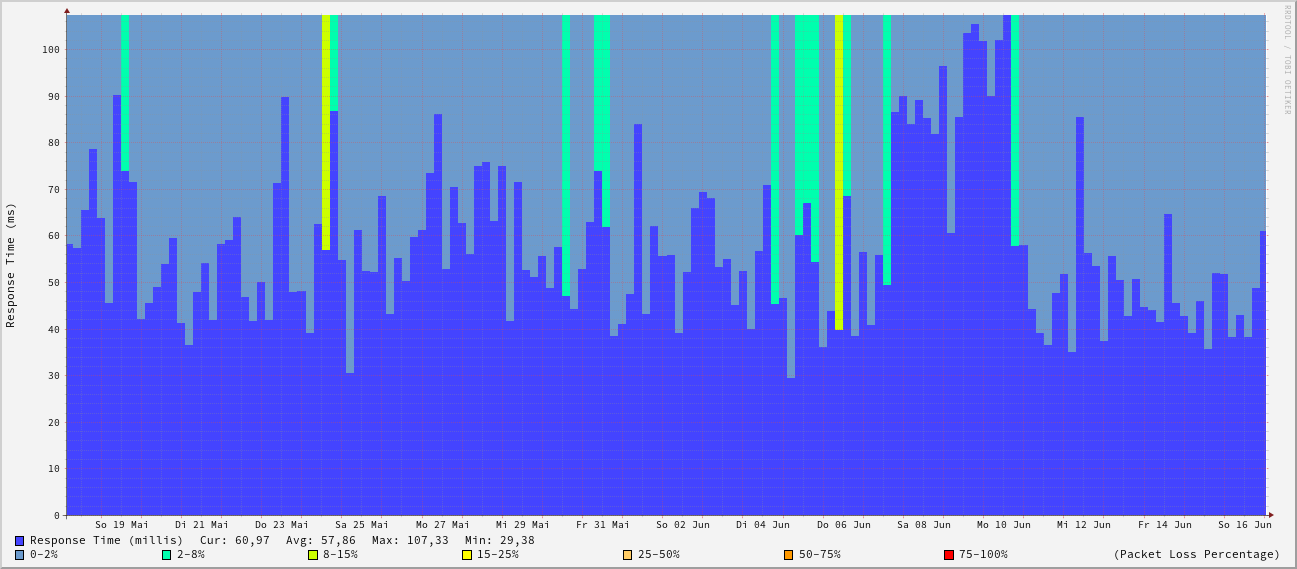 RRDTOOL / TOBI OETIKER
Response Time (ms)
100
90
80
70
60
50
40
30
20
10
0
So 19 Mai Di 21 Mai Do 23 Mai Sa 25 Mai Mo 27 Mai Mi 29 Mai Fr 31 Mai So 02 Jun Di 04 Jun Do 06 Jun Sa 08 Jun Mo 10 Jun Mi 12 Jun Fr 14 Jun So 16 Jun
Response Time (millis) Cur: 60,97 Avg: 57,86 Max: 107,33 Min: 29,38
0-2% 2-8% 8-15% 15-25% 25-50% 50-75% 75-100% (Packet Loss Percentage)